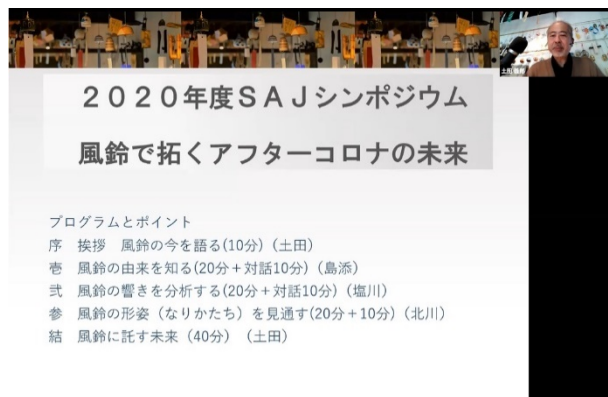 2020年度SAJシンポジウム
風鈴で拓くアフターコロナの未来
プログラムとポイント
序　挨拶　風鈴の今を語る(10分)（土田）
壱　風鈴の由来を知る(20分＋対話10分)（島添）
弐　風鈴の響きを分析する(20分＋対話10分)（塩川）
参　風鈴の形姿（なりかたち）を見通す(20分＋10分)（北川）
結　風鈴に託す未来（40分）（土田）